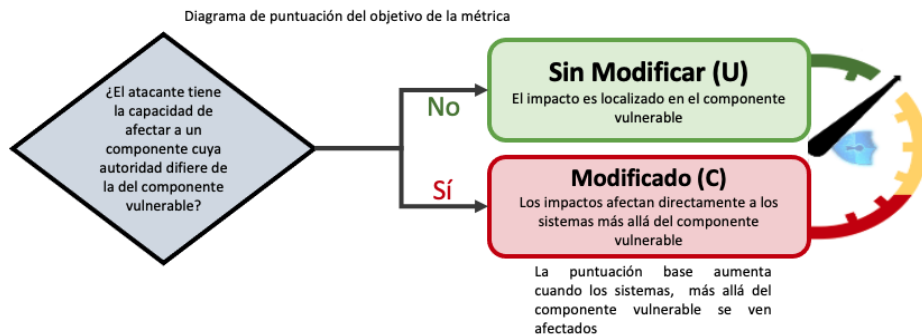 Diagrama de puntuación del objetivo de la métrica
¿El atacante tiene
la capacidad de
afectar a un
componente cuya
autoridad difiere de
la del componente
vulnerable?
No
Sin Modificar (U)
El impacto es localizado en el componente
vulnerable
Sí
Modificado (C)
Los impactos afectan directamente a los
sistemas más allá del componente
vulnerable
La puntuación base aumenta
cuando los sistemas, más allá del
componente vulnerable se ven
afectados